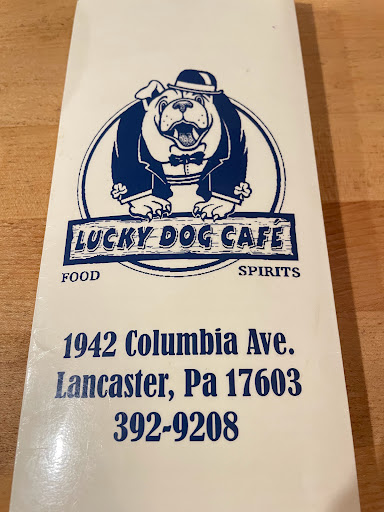 LUCKY DOG CAFÉ
FOOD SPIRITS
1942 Columbia Ave.
Lancaster, Pa 17603
392-9208